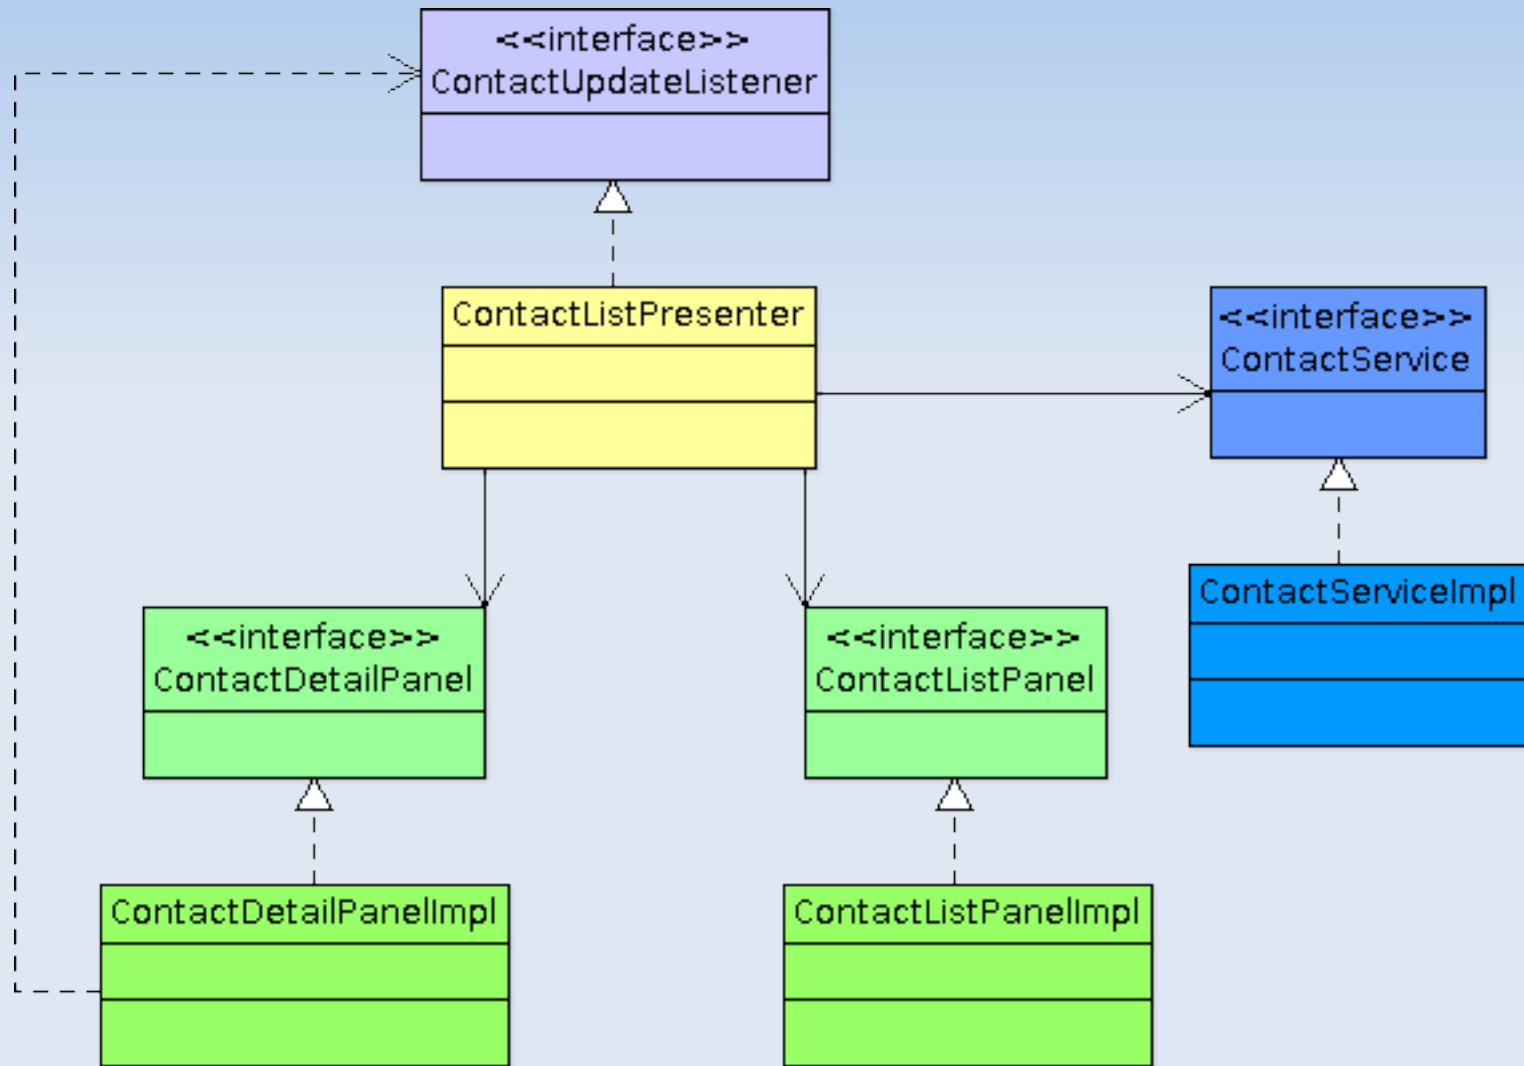 <<interface>>
ContactUpdateListener
ContactListPresenter
<<interface>>
ContactService
<<interface>>
ContactDetailPanel
<<interface>>
ContactListPanel
ContactServiceImpl
ContactDetailPanelImpl
ContactListPanelImpl